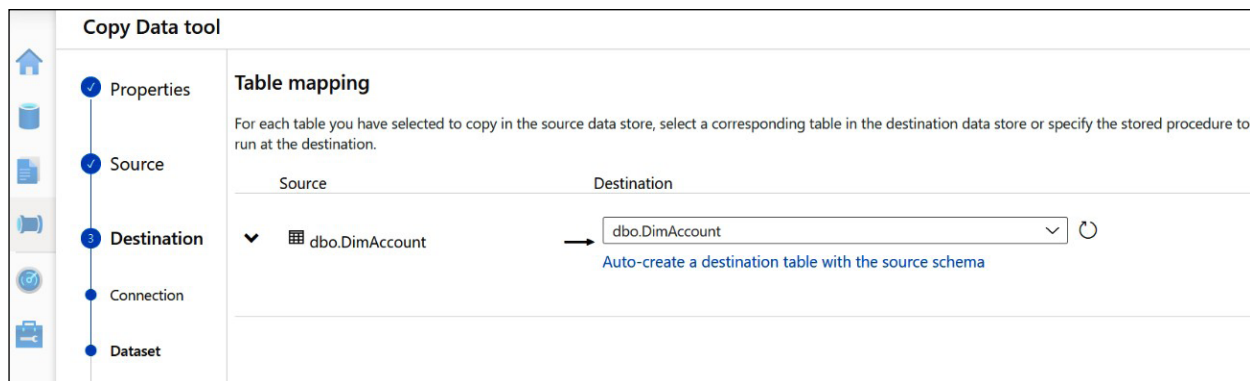 Copy Data tool
Properties
Source
3
Destination
Connection
Dataset
Table mapping
For each table you have selected to copy in the source data store, select a corresponding table in the destination data store or specify the stored procedure to
run at the destination.
Source Destination
dbo.DimAccount dbo.DimAccount
Auto-create a destination table with the source schema